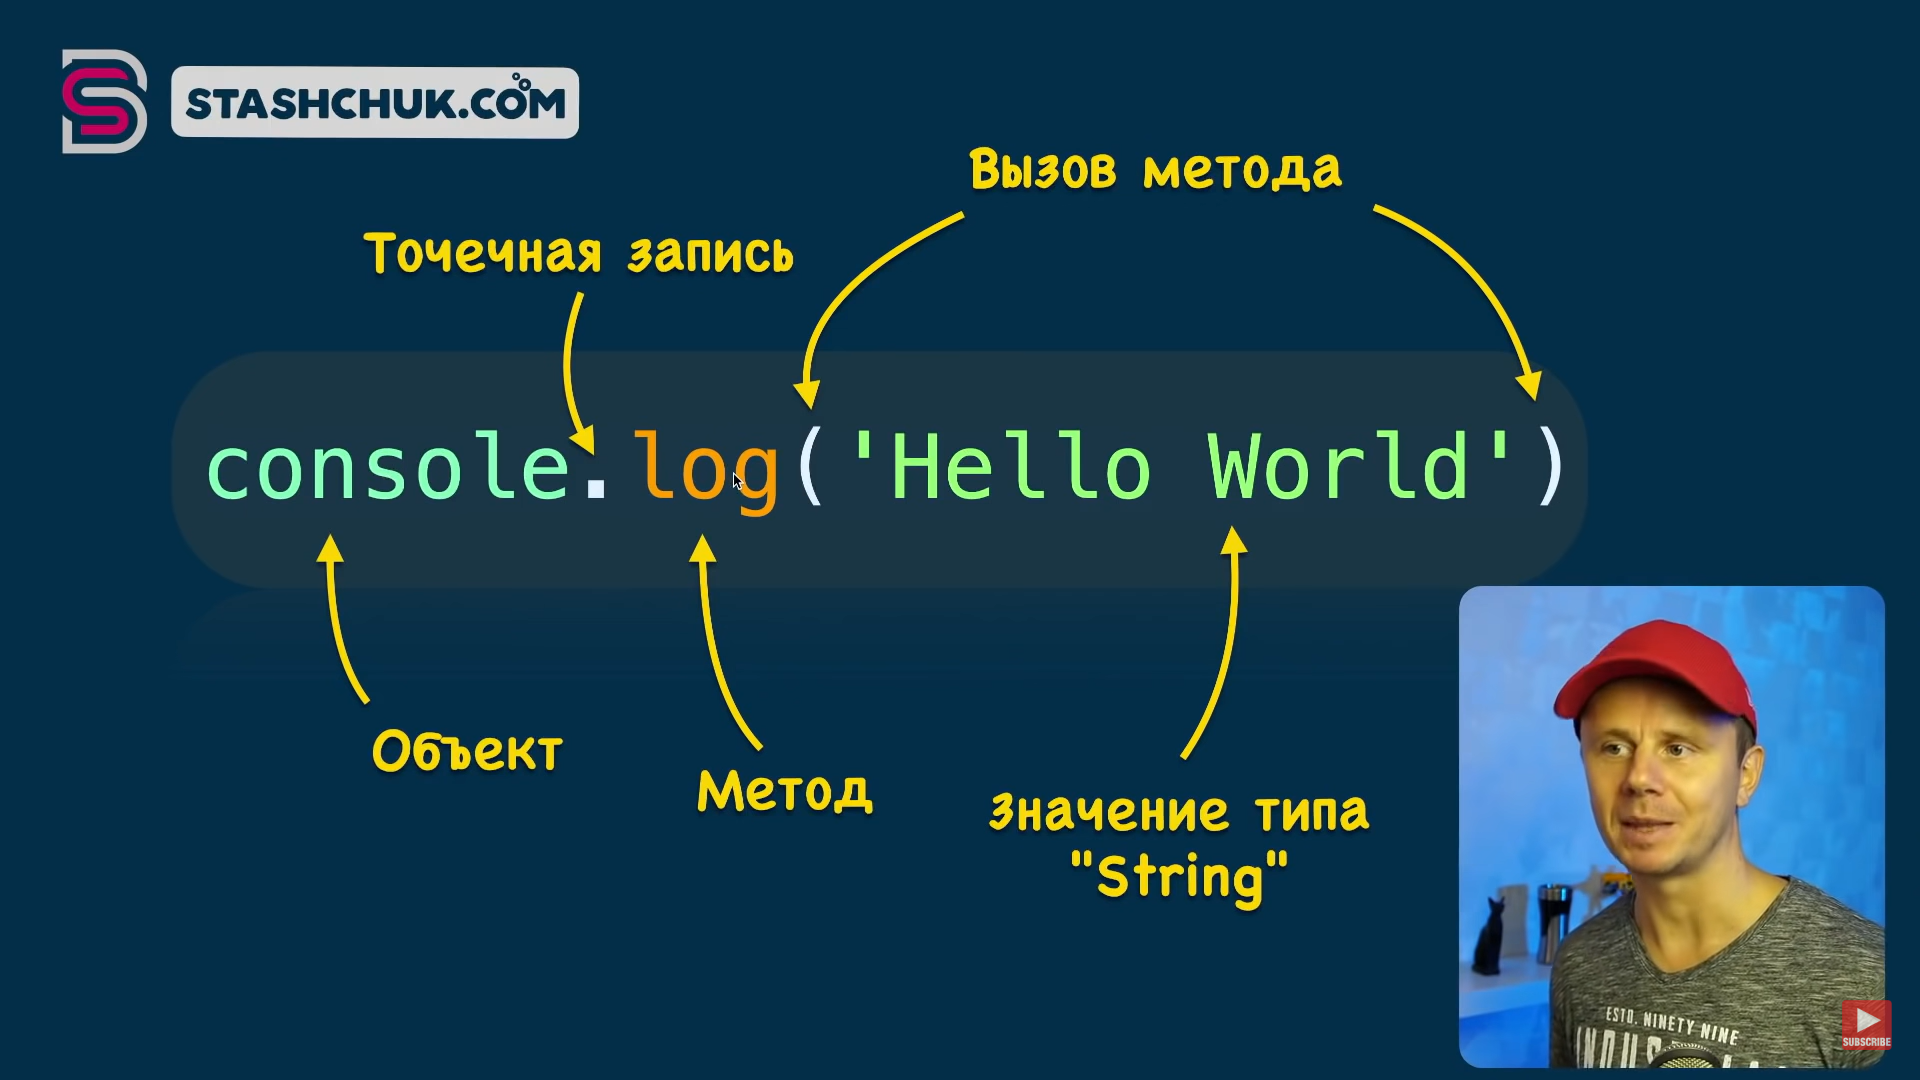 STASHCHUK.COM
Вызов метода
Точечная запись
console.log('Hello World')
Объект
Метод
Значение типа
"String"
ESTD. NINETY NINE
SUBSCRIBE